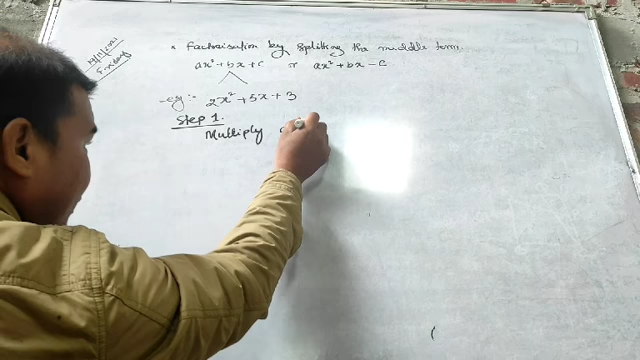 * Factorisation by splitting the middle term.
ax² + bx + c or ax² + bx - c
eg:- 2x² + 5x + 3
Step 1.
Multiply